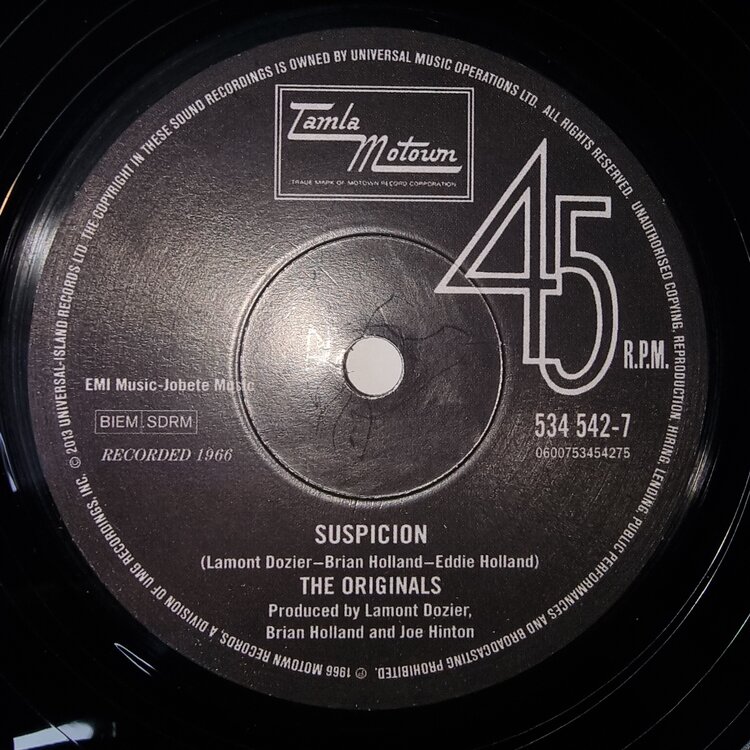 ℗ 1966 MOTOWN RECORDS, A DIVISION OF UMG RECORDINGS, INC. © 2013 UNIVERSAL-ISLAND RECORDS LTD. THE COPYRIGHT IN THESE SOUND RECORDINGS IS OWNED BY UNIVERSAL MUSIC OPERATIONS LTD. ALL RIGHTS RESERVED. UNAUTHORISED COPYING, REPRODUCTION, HIRING, LENDING, PUBLIC PERFORMANCES AND BROADCASTING PROHIBITED.
Tamla
Motown
TRADE MARK OF MOTOWN RECORD CORPORATION
45
R.P.M.
EMI Music-Jobete Music
BIEM SDRM
RECORDED 1966
534 542-7
0600753454275
SUSPICION
(Lamont Dozier–Brian Holland–Eddie Holland)
THE ORIGINALS
Produced by Lamont Dozier,
Brian Holland and Joe Hinton